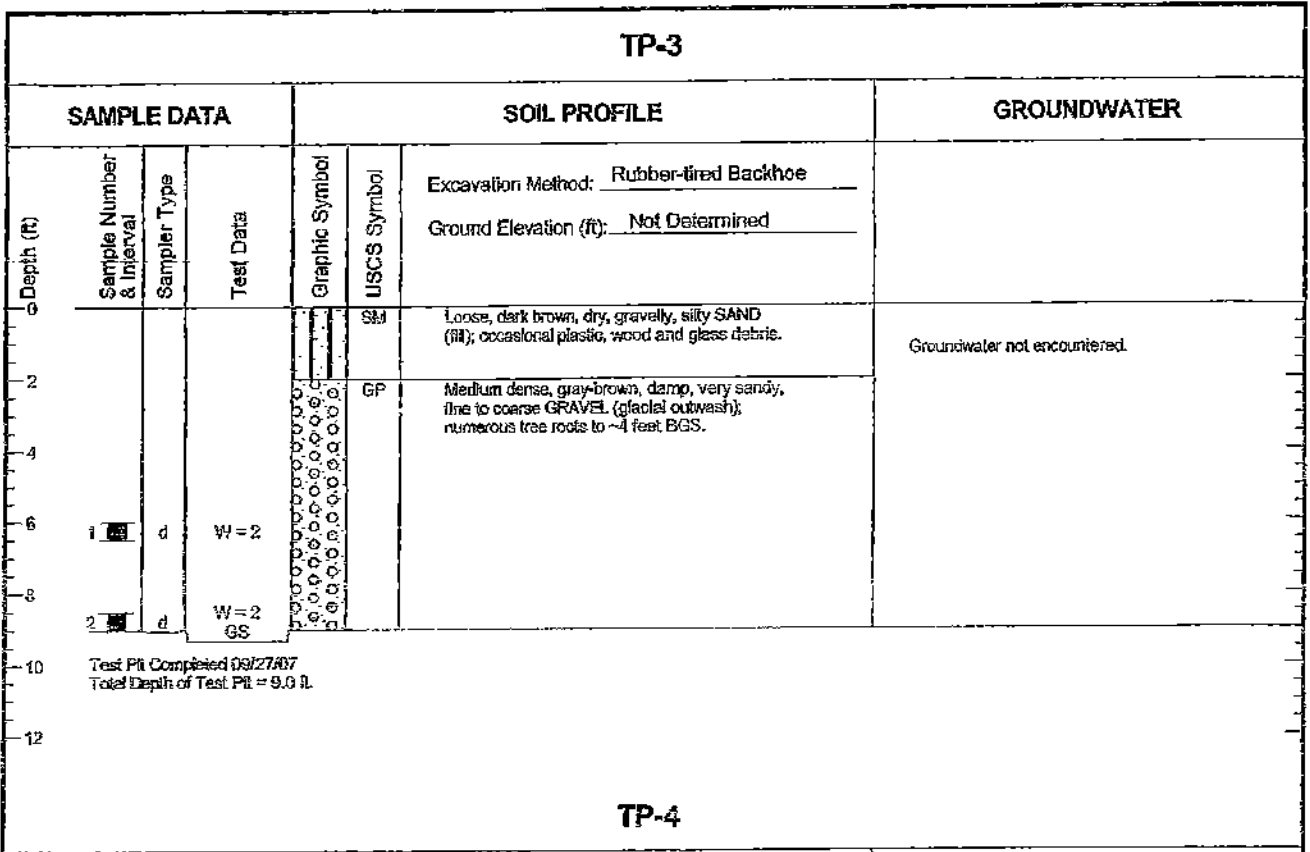 TP-3
SAMPLE DATA
SOIL PROFILE
GROUNDWATER
Depth (ft)
Sample Number
& Interval
Sampler Type
Test Data
Graphic Symbol
USCS Symbol
Excavation Method: Rubber-tired Backhoe
Ground Elevation (ft): Not Determined
0
SM
Loose, dark brown, dry, gravelly, silty SAND
(fill); occasional plastic, wood and glass debris.
Groundwater not encountered.
2
GP
Medium dense, gray-brown, damp, very sandy,
fine to coarse GRAVEL (glacial outwash);
numerous tree roots to ~4 feet BGS.
4
6
1
d
W = 2
8
2
d
W = 2
GS
10
Test Pit Completed 09/27/07
Total Depth of Test Pit = 9.0 ft.
12
TP-4